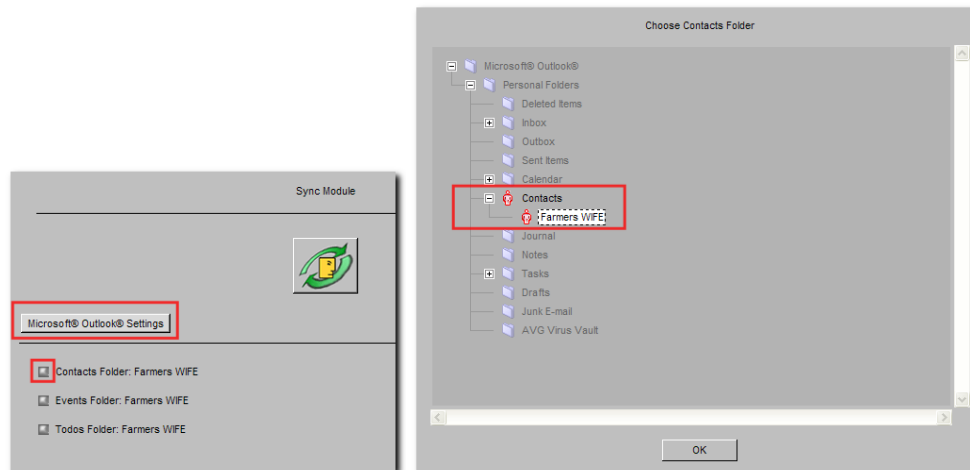 Sync Module
Microsoft® Outlook® Settings
Contacts Folder: Farmers WIFE
Events Folder: Farmers WIFE
Todos Folder: Farmers WIFE
Choose Contacts Folder
Microsoft® Outlook®
Personal Folders
Deleted Items
Inbox
Outbox
Sent Items
Calendar
Contacts
Farmers WIFE
Journal
Notes
Tasks
Drafts
Junk E-mail
AVG Virus Vault
OK